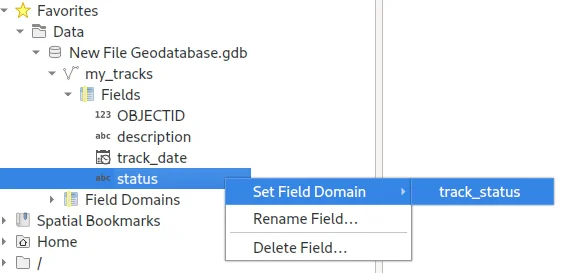 Favorites
Data
New File Geodatabase.gdb
my_tracks
Fields
123 OBJECTID
abc description
track_date
abc status
Set Field Domain track_status
Field Domains
Rename Field...
Spatial Bookmarks
Home
Delete Field...
/